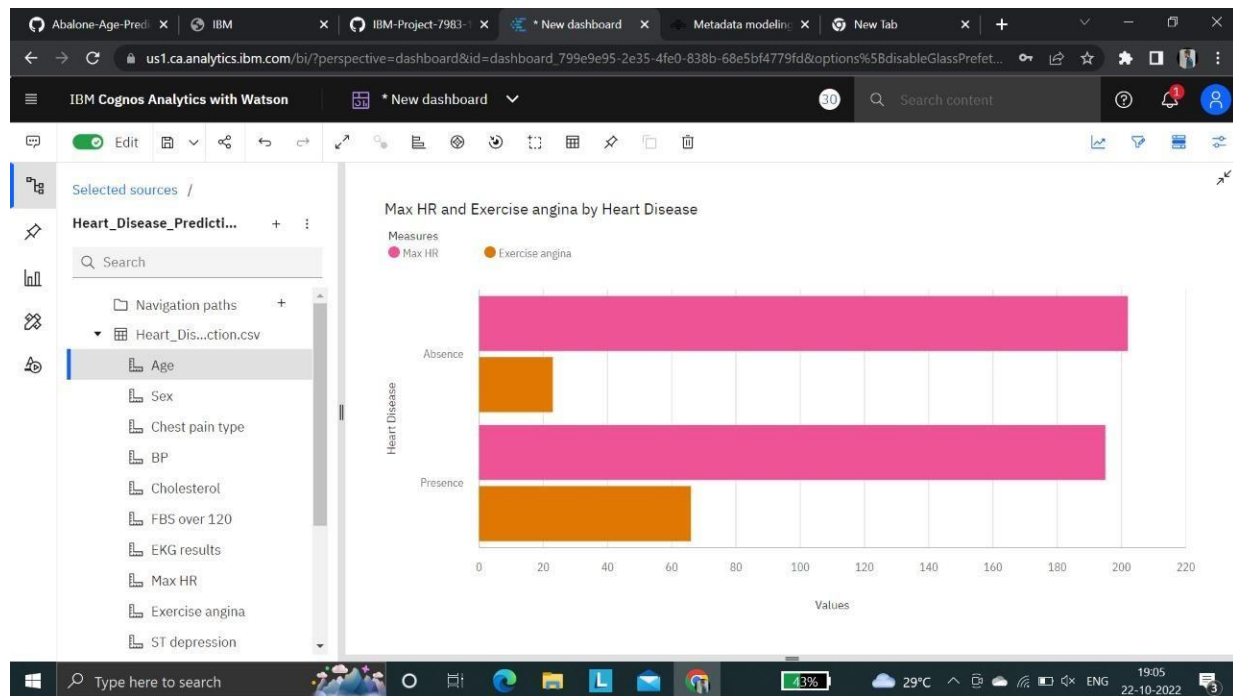 Abalone-Age-Predi
IBM
IBM-Project-7983-1
* New dashboard
Metadata modeling
New Tab
us1.ca.analytics.ibm.com/bi/?perspective=dashboard&id=dashboard_799e9e95-2e35-4fe0-838b-68e5bf4779fd&options%5BdisableGlassPrefet...
IBM Cognos Analytics with Watson
* New dashboard
30
Search content
Edit
Selected sources /
Heart_Disease_Predicti...
Search
Navigation paths
Heart_Dis...ction.csv
Age
Sex
Chest pain type
BP
Cholesterol
FBS over 120
EKG results
Max HR
Exercise angina
ST depression
Max HR and Exercise angina by Heart Disease
Measures
Max HR Exercise angina
Heart Disease
Absence
Presence
0 20 40 60 80 100 120 140 160 180 200 220
Values
Type here to search
L
43%
29°C
ENG
19:05
22-10-2022
3